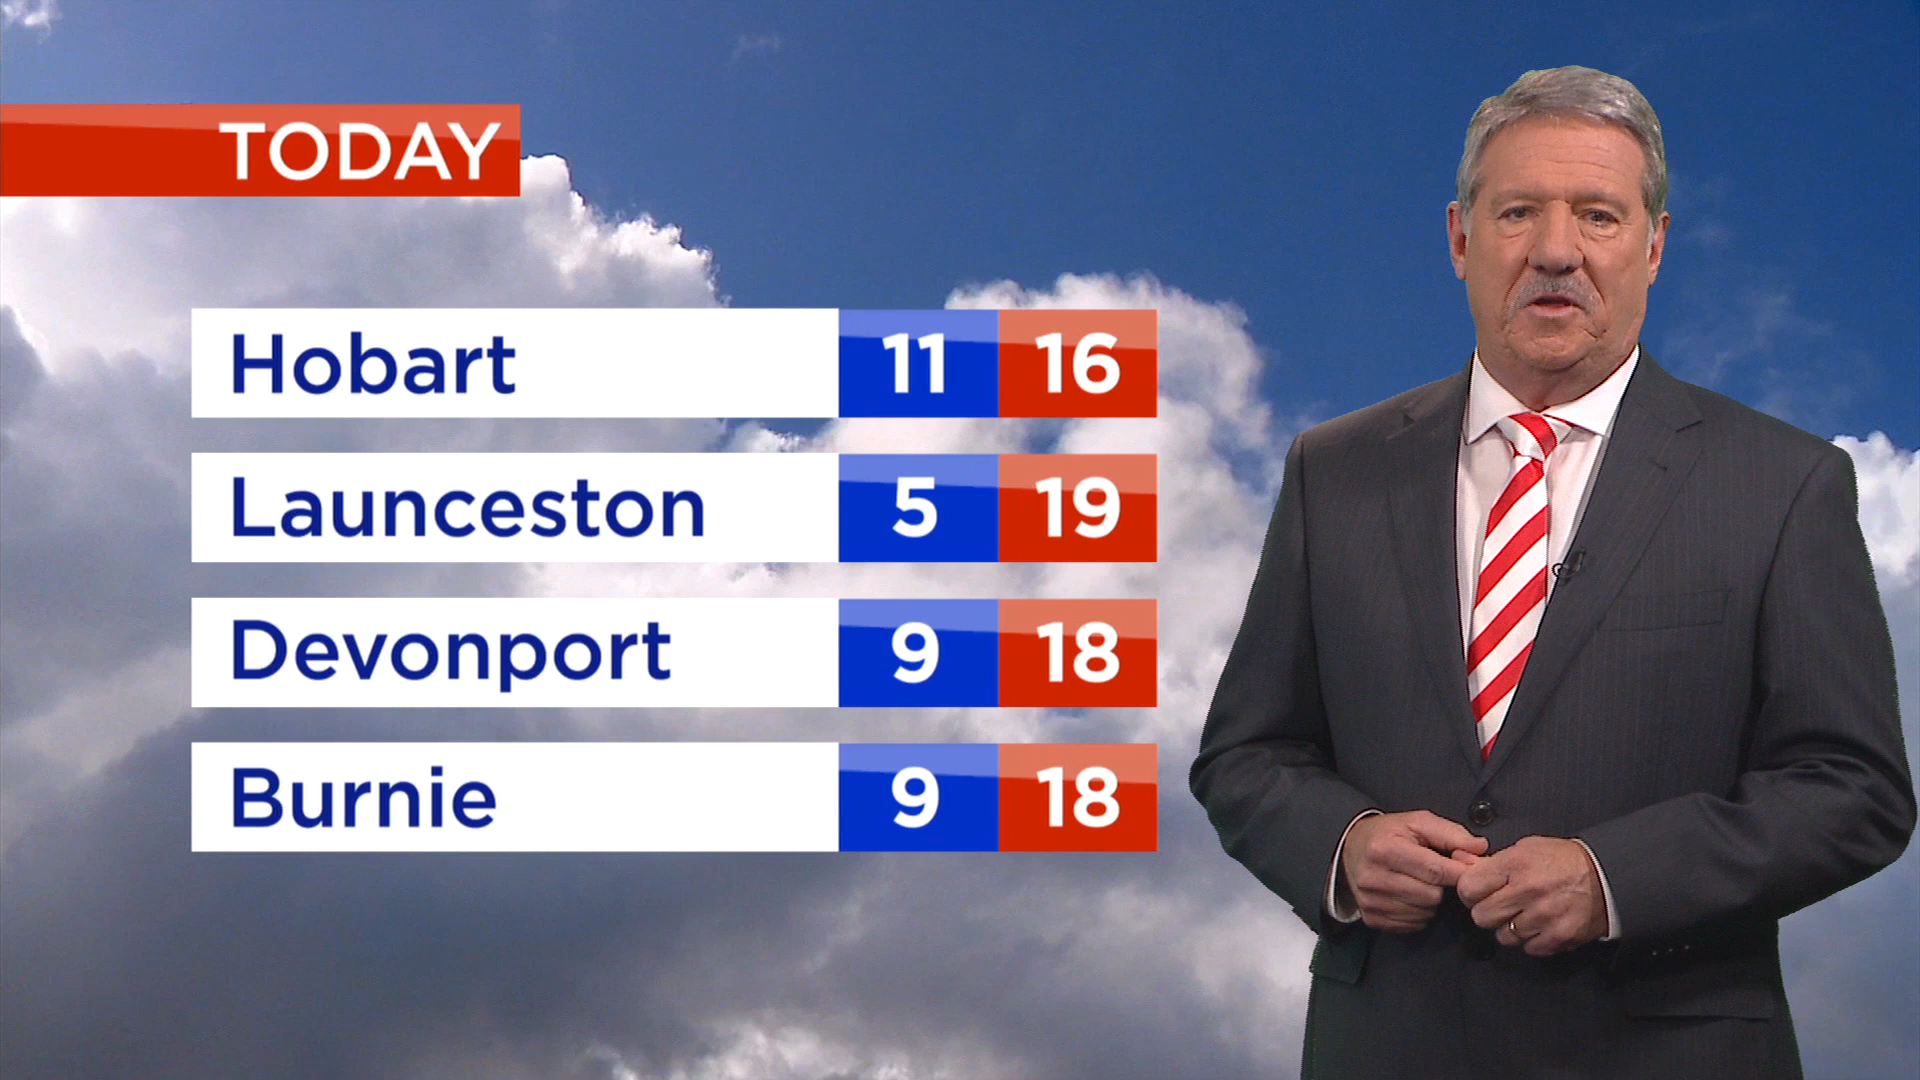 TODAY
Hobart 11 16
Launceston 5 19
Devonport 9 18
Burnie 9 18